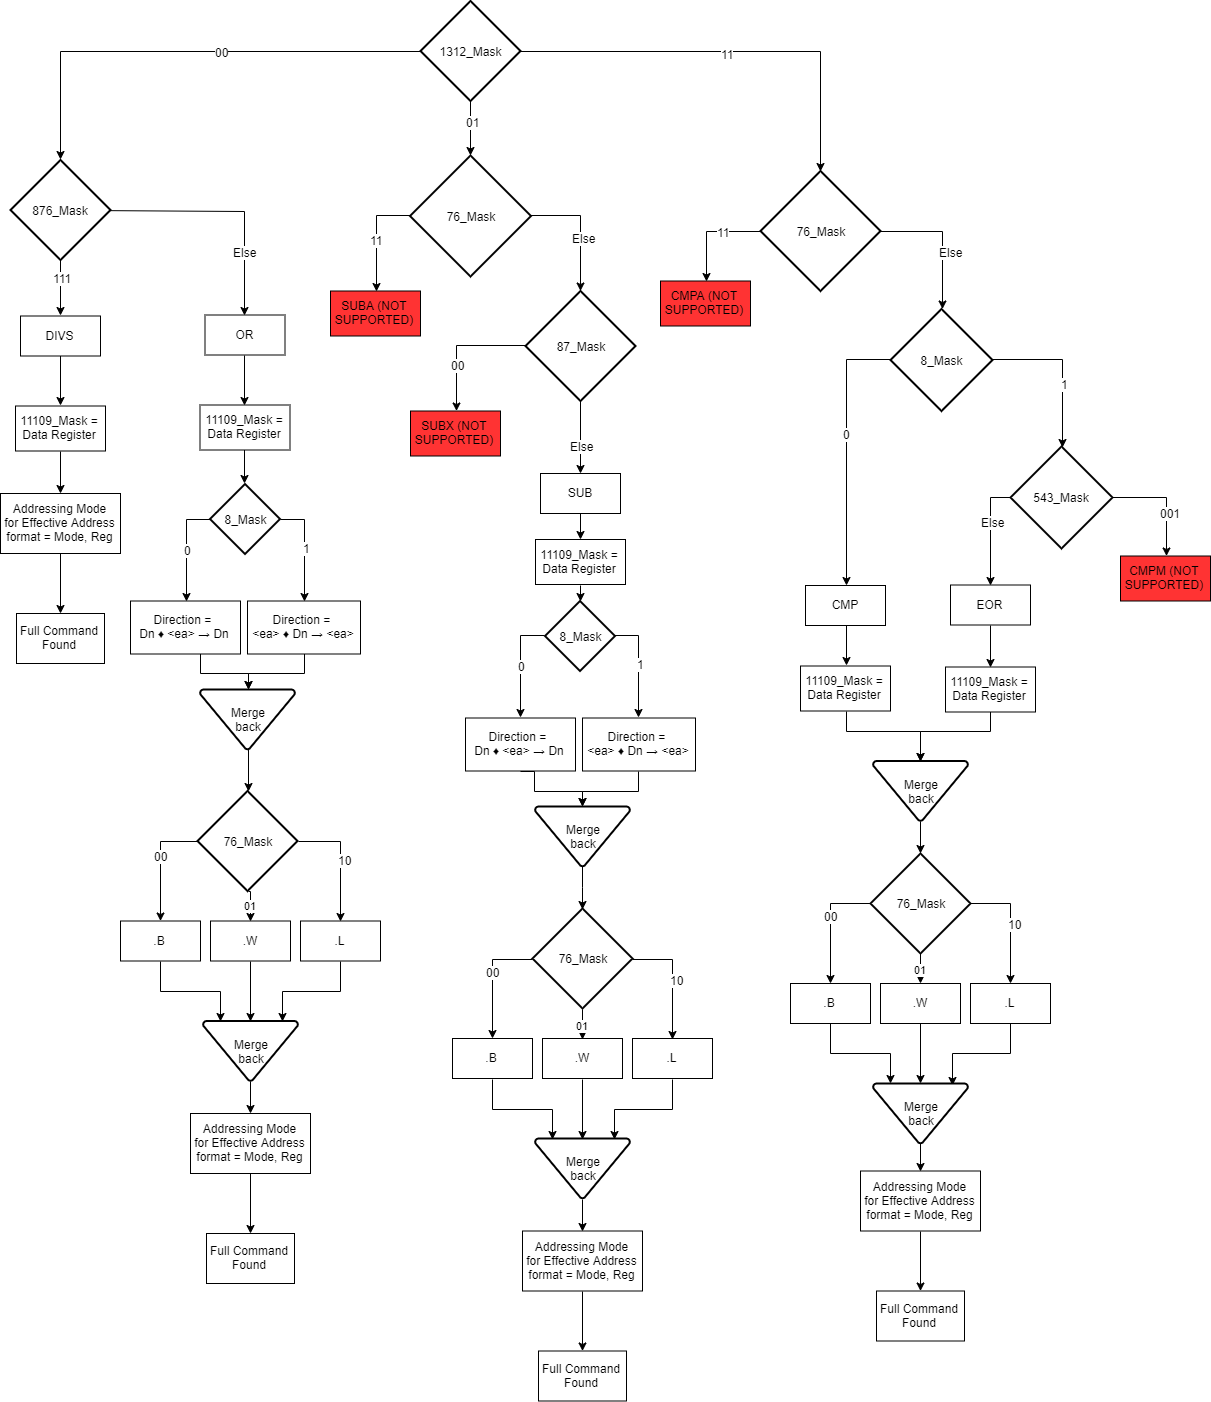 1312_Mask
00
11
01
876_Mask
76_Mask
76_Mask
11
Else
11
Else
Else
111
SUBA (NOT
SUPPORTED)
CMPA (NOT
SUPPORTED)
DIVS
OR
87_Mask
8_Mask
00
1
11109_Mask =
Data Register
11109_Mask =
Data Register
SUBX (NOT
SUPPORTED)
0
Else
SUB
543_Mask
Else
001
Addressing Mode
for Effective Address
format = Mode, Reg
8_Mask
0
1
11109_Mask =
Data Register
CMPM (NOT
SUPPORTED)
CMP
EOR
Full Command
Found
Direction =
Dn ♦ <ea> → Dn
Direction =
<ea> ♦ Dn → <ea>
8_Mask
0
1
11109_Mask =
Data Register
11109_Mask =
Data Register
Merge
back
Direction =
Dn ♦ <ea> → Dn
Direction =
<ea> ♦ Dn → <ea>
Merge
back
Merge
back
76_Mask
00
01
10
76_Mask
00
01
10
.B
.W
.L
76_Mask
00
01
10
.B
.W
.L
Merge
back
.B
.W
.L
Merge
back
Addressing Mode
for Effective Address
format = Mode, Reg
Merge
back
Addressing Mode
for Effective Address
format = Mode, Reg
Full Command
Found
Addressing Mode
for Effective Address
format = Mode, Reg
Full Command
Found
Full Command
Found